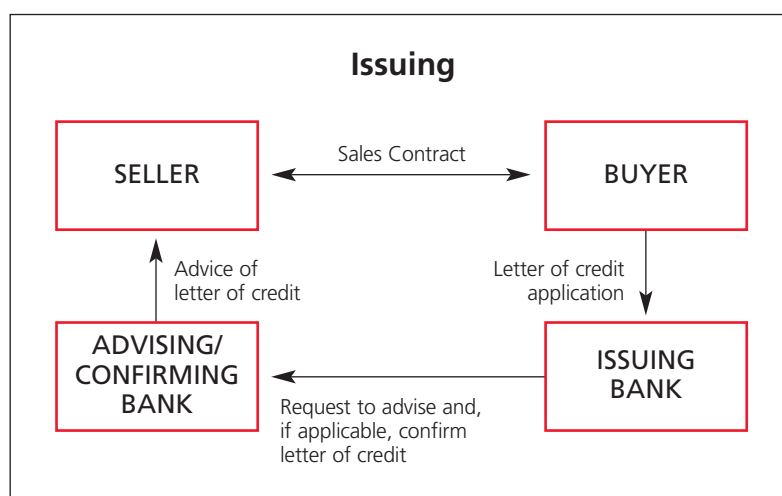 Issuing
SELLER
Sales Contract
BUYER
Advice of
letter of credit
Letter of credit
application
ADVISING/
CONFIRMING
BANK
Request to advise and,
if applicable, confirm
letter of credit
ISSUING
BANK